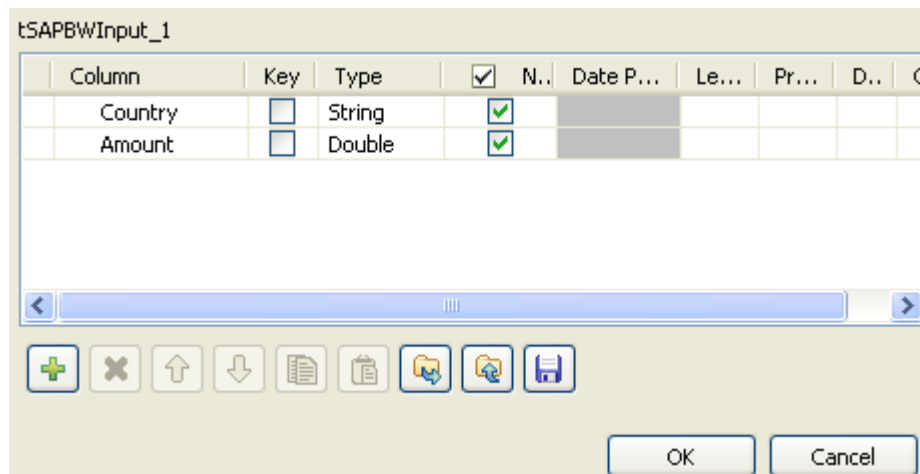 tSAPBWInput_1
Column Key Type N.. Date P... Le... Pr... D..
Country String
Amount Double
OK Cancel